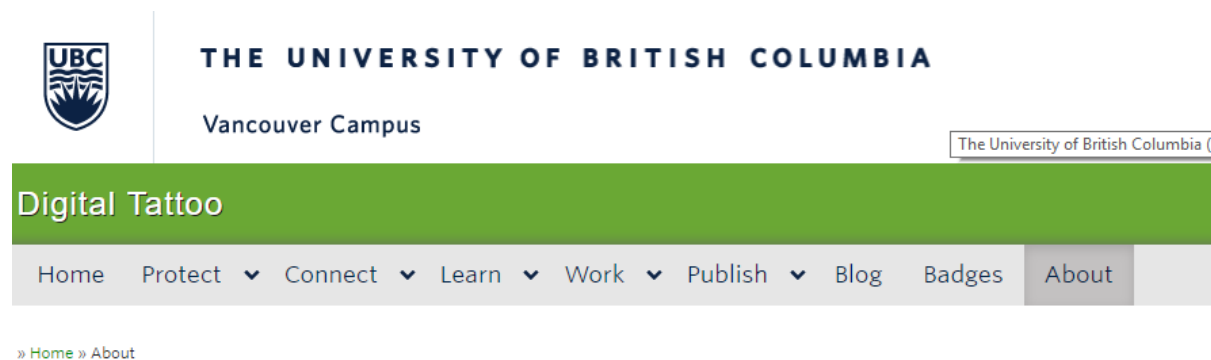 UBC
THE UNIVERSITY OF BRITISH COLUMBIA
Vancouver Campus
The University of British Columbia (
Digital Tattoo
Home Protect Connect Learn Work Publish Blog Badges About
» Home » About